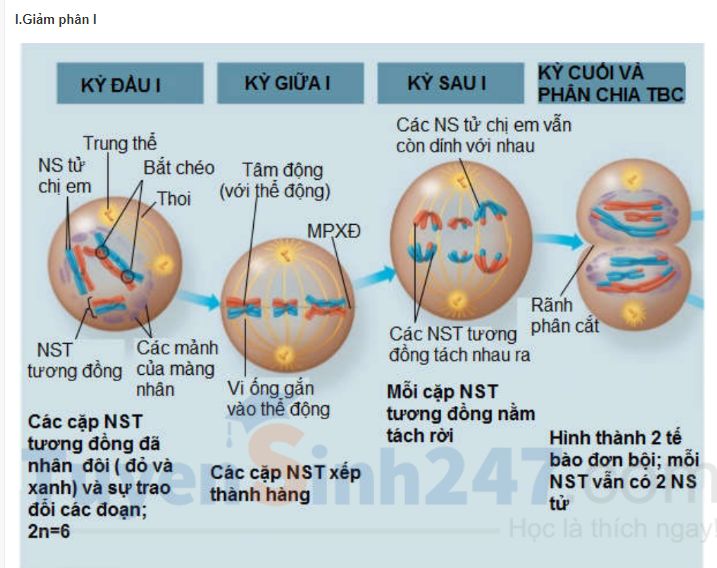 I.Giảm phân I
KỲ ĐẦU I
KỲ GIỮA I
KỲ SAU I
KỲ CUỐI VÀ
PHÂN CHIA TBC
Trung thể
NS tử
chị em
Bắt chéo
Thoi
NST
tương đồng
Các mảnh
của màng
nhân
Các cặp NST
tương đồng đã
nhân đôi ( đỏ và
xanh) và sự trao
đổi các đoạn;
2n=6
Tâm động
(với thể động)
MPXĐ
Vi ống gắn
vào thể động
Các cặp NST xếp
thành hàng
Các NS tử chị em vẫn
còn dính với nhau
Các NST tương
đồng tách nhau ra
Mỗi cặp NST
tương đồng nằm
tách rời
Rãnh
phân cắt
Hình thành 2 tế
bào đơn bội; mỗi
NST vẫn có 2 NS
tử
TuyenSinh247.com
Học là thích ngay!